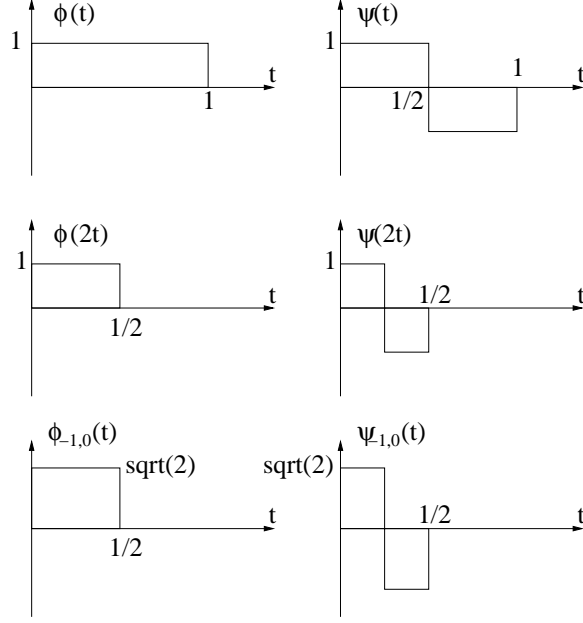 ϕ(t)
1
t
1
ψ(t)
1
1
t
1/2
ϕ(2t)
1
t
1/2
ψ(2t)
1
1/2
t
ϕ₋₁,₀(t)
sqrt(2)
t
1/2
ψ₋₁,₀(t)
sqrt(2)
1/2
t